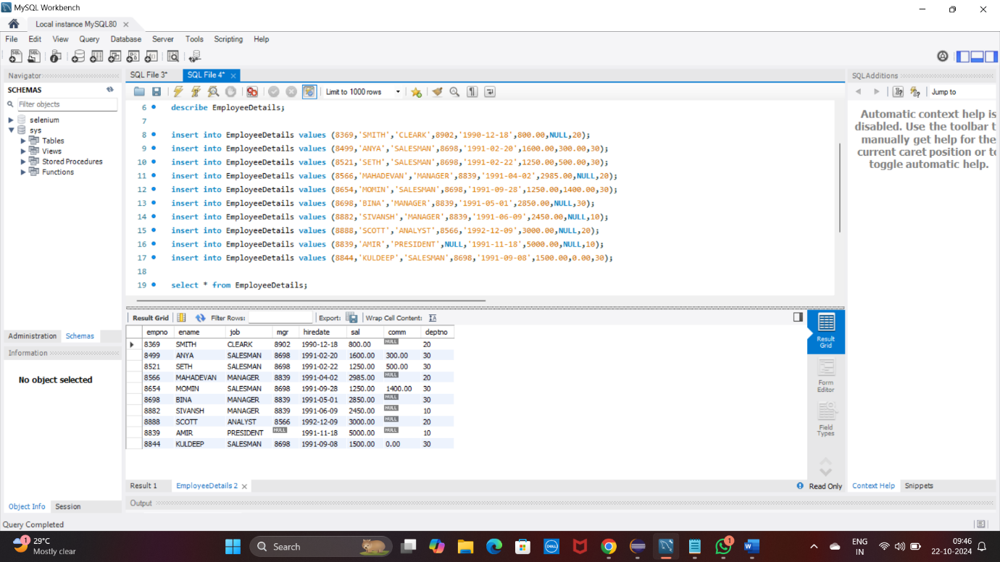 MySQL Workbench
Local instance MySQL80
File Edit View Query Database Server Tools Scripting Help
Navigator
SCHEMAS
Filter objects
selenium
sys
Tables
Views
Stored Procedures
Functions
Administration Schemas
Information
No object selected
Object Info Session
Query Completed
SQL File 3* SQL File 4*
Limit to 1000 rows
6 describe EmployeeDetails;
7
8 insert into EmployeeDetails values (8369,'SMITH','CLEARK',8902,'1990-12-18',800.00,NULL,20);
9 insert into EmployeeDetails values (8499,'ANYA','SALESMAN',8698,'1991-02-20',1600.00,300.00,30);
10 insert into EmployeeDetails values (8521,'SETH','SALESMAN',8698,'1991-02-22',1250.00,500.00,30);
11 insert into EmployeeDetails values (8566,'MAHADEVAN','MANAGER',8839,'1991-04-02',2985.00,NULL,20);
12 insert into EmployeeDetails values (8654,'MOMIN','SALESMAN',8698,'1991-09-28',1250.00,1400.00,30);
13 insert into EmployeeDetails values (8698,'BINA','MANAGER',8839,'1991-05-01',2850.00,NULL,30);
14 insert into EmployeeDetails values (8882,'SIVANSH','MANAGER',8839,'1991-06-09',2450.00,NULL,10);
15 insert into EmployeeDetails values (8888,'SCOTT','ANALYST',8566,'1992-12-09',3000.00,NULL,20);
16 insert into EmployeeDetails values (8839,'AMIR','PRESIDENT',NULL,'1991-11-18',5000.00,NULL,10);
17 insert into EmployeeDetails values (8844,'KULDEEP','SALESMAN',8698,'1991-09-08',1500.00,0.00,30);
18
19 select * from EmployeeDetails;
Result Grid Filter Rows: Export: Wrap Cell Content:
empno ename job mgr hiredate sal comm deptno
8369 SMITH CLEARK 8902 1990-12-18 800.00 NULL 20
8499 ANYA SALESMAN 8698 1991-02-20 1600.00 300.00 30
8521 SETH SALESMAN 8698 1991-02-22 1250.00 500.00 30
8566 MAHADEVAN MANAGER 8839 1991-04-02 2985.00 NULL 20
8654 MOMIN SALESMAN 8698 1991-09-28 1250.00 1400.00 30
8698 BINA MANAGER 8839 1991-05-01 2850.00 NULL 30
8882 SIVANSH MANAGER 8839 1991-06-09 2450.00 NULL 10
8888 SCOTT ANALYST 8566 1992-12-09 3000.00 NULL 20
8839 AMIR PRESIDENT NULL 1991-11-18 5000.00 NULL 10
8844 KULDEEP SALESMAN 8698 1991-09-08 1500.00 0.00 30
Result
Grid
Form
Editor
Field
Types
Result 1 EmployeeDetails 2 Read Only
Output
SQLAdditions
Jump to
Automatic context help is
disabled. Use the toolbar t
manually get help for the
current caret position or to
toggle automatic help.
Context Help Snippets
1
29°C
Mostly clear
Search
DELL
1
ENG
IN
09:46
22-10-2024